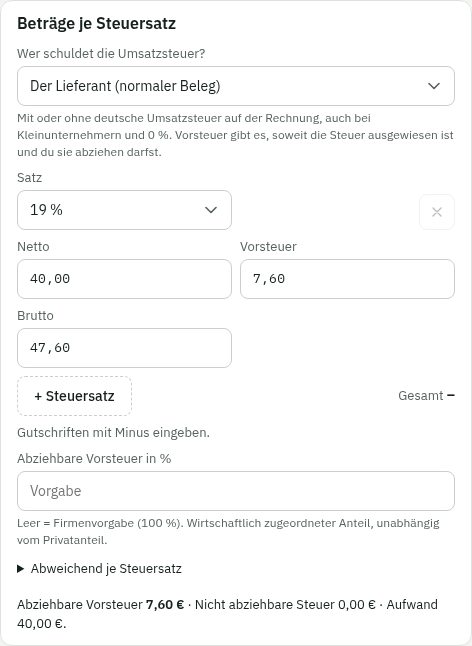 Beträge je Steuersatz
Wer schuldet die Umsatzsteuer?
Der Lieferant (normaler Beleg)
Mit oder ohne deutsche Umsatzsteuer auf der Rechnung, auch bei
Kleinunternehmern und 0 %. Vorsteuer gibt es, soweit die Steuer ausgewiesen ist
und du sie abziehen darfst.
Satz
19 %
Netto
Vorsteuer
40,00
7,60
Brutto
47,60
+ Steuersatz
Gesamt –
Gutschriften mit Minus eingeben.
Abziehbare Vorsteuer in %
Vorgabe
Leer = Firmenvorgabe (100 %). Wirtschaftlich zugeordneter Anteil, unabhängig
vom Privatanteil.
Abweichend je Steuersatz
Abziehbare Vorsteuer 7,60 € · Nicht abziehbare Steuer 0,00 € · Aufwand
40,00 €.